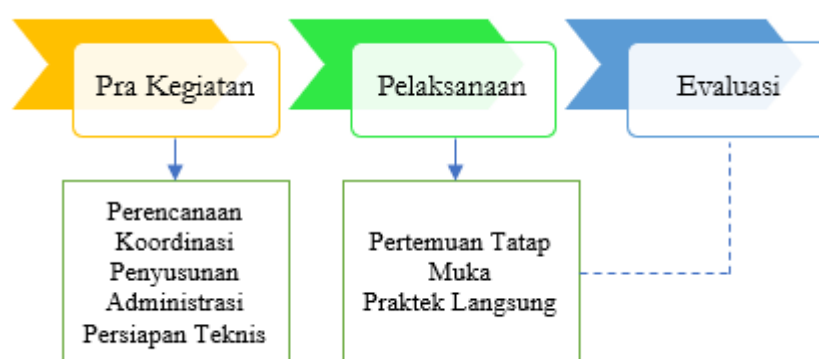 Pra Kegiatan
Pelaksanaan
Evaluasi
Perencanaan
Koordinasi
Penyusunan
Administrasi
Persiapan Teknis
Pertemuan Tatap
Muka
Praktek Langsung